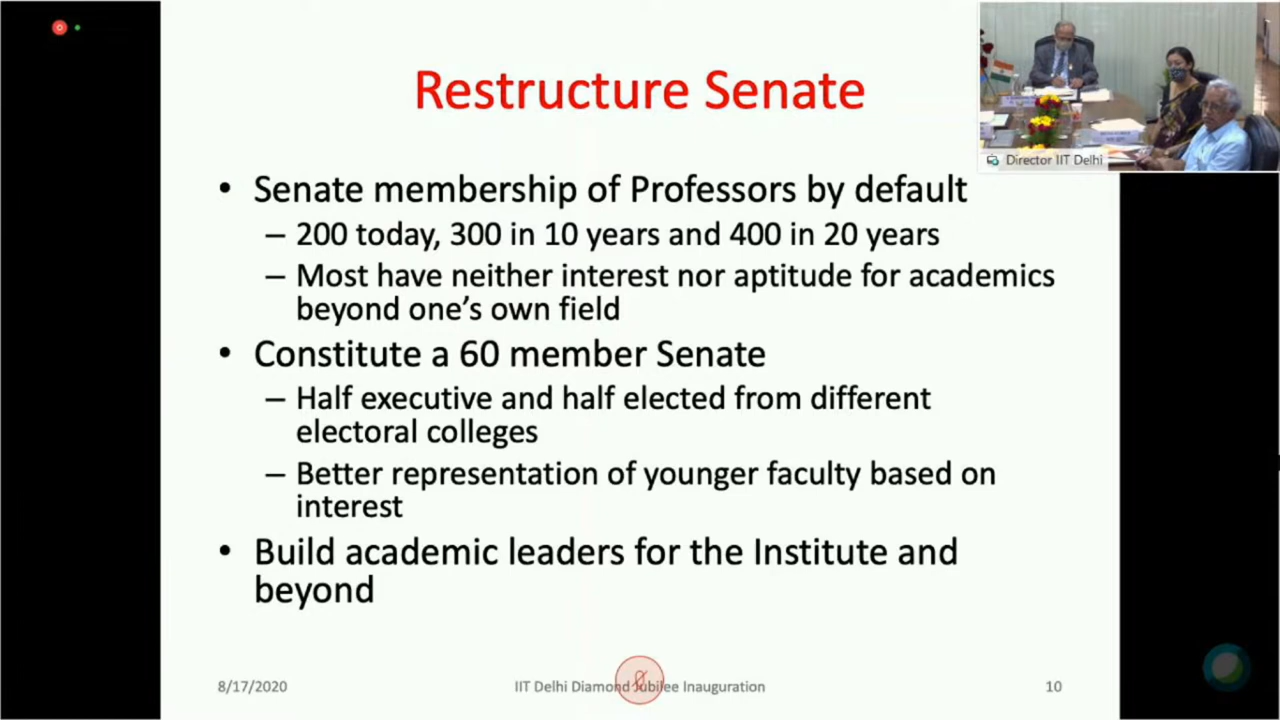 Restructure Senate
Director IIT Delhi
• Senate membership of Professors by default
– 200 today, 300 in 10 years and 400 in 20 years
– Most have neither interest nor aptitude for academics
beyond one's own field
• Constitute a 60 member Senate
– Half executive and half elected from different
electoral colleges
– Better representation of younger faculty based on
interest
• Build academic leaders for the Institute and
beyond
8/17/2020
IIT Delhi Diamond Jubilee Inauguration
10